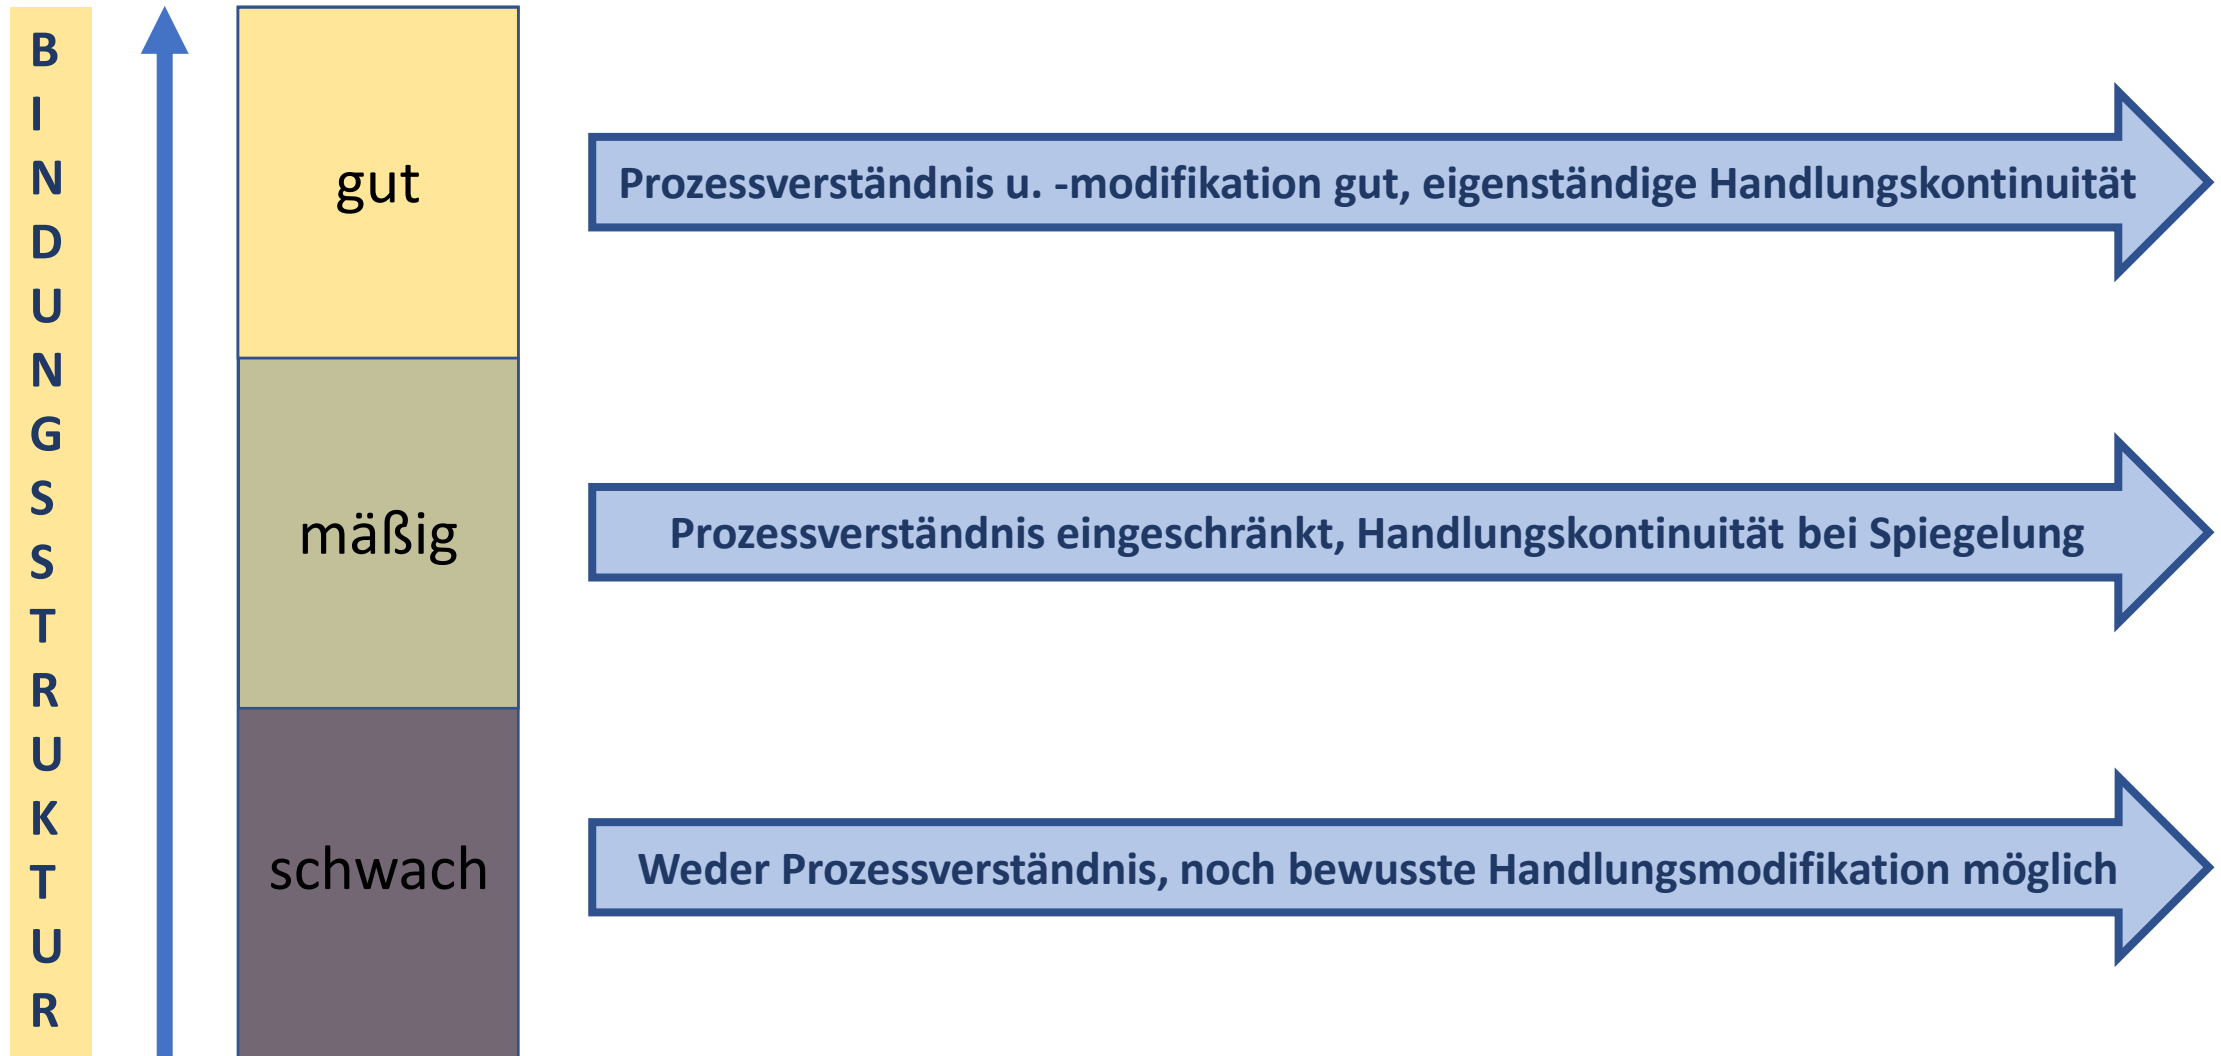 BINDUNGSSTRUKTUR
gut
Prozessverständnis u. -modifikation gut, eigenständige Handlungskontinuität
mäßig
Prozessverständnis eingeschränkt, Handlungskontinuität bei Spiegelung
schwach
Weder Prozessverständnis, noch bewusste Handlungsmodifikation möglich